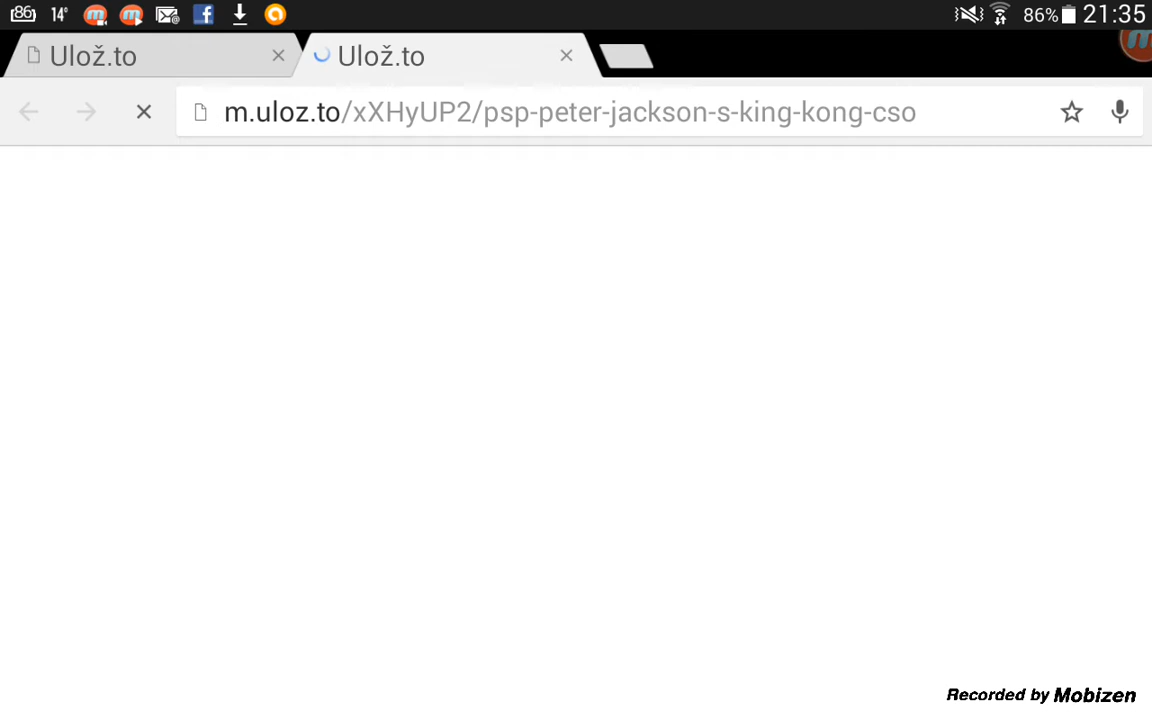 86 14° 86% 21:35
Ulož.to Ulož.to
m.uloz.to/xXHyUP2/psp-peter-jackson-s-king-kong-cso
Recorded by Mobizen